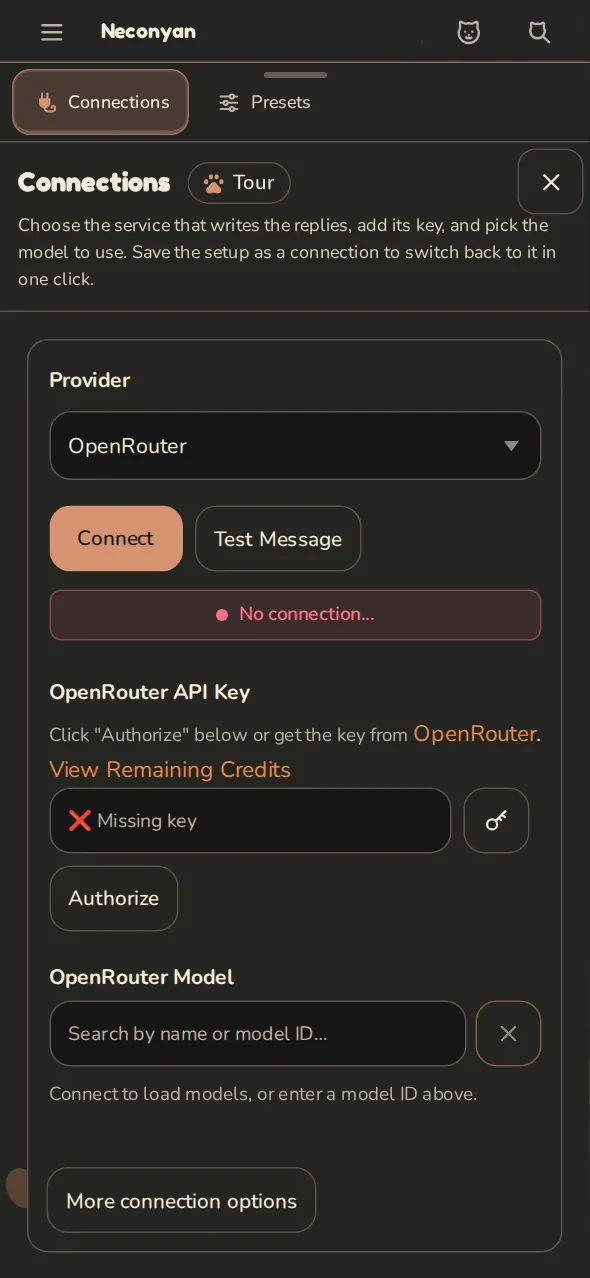 Neconyan
Connections
Presets
Connections
Tour
Choose the service that writes the replies, add its key, and pick the
model to use. Save the setup as a connection to switch back to it in
one click.
Provider
OpenRouter
Connect
Test Message
No connection...
OpenRouter API Key
Click "Authorize" below or get the key from OpenRouter.
View Remaining Credits
❌ Missing key
Authorize
OpenRouter Model
Search by name or model ID...
Connect to load models, or enter a model ID above.
More connection options